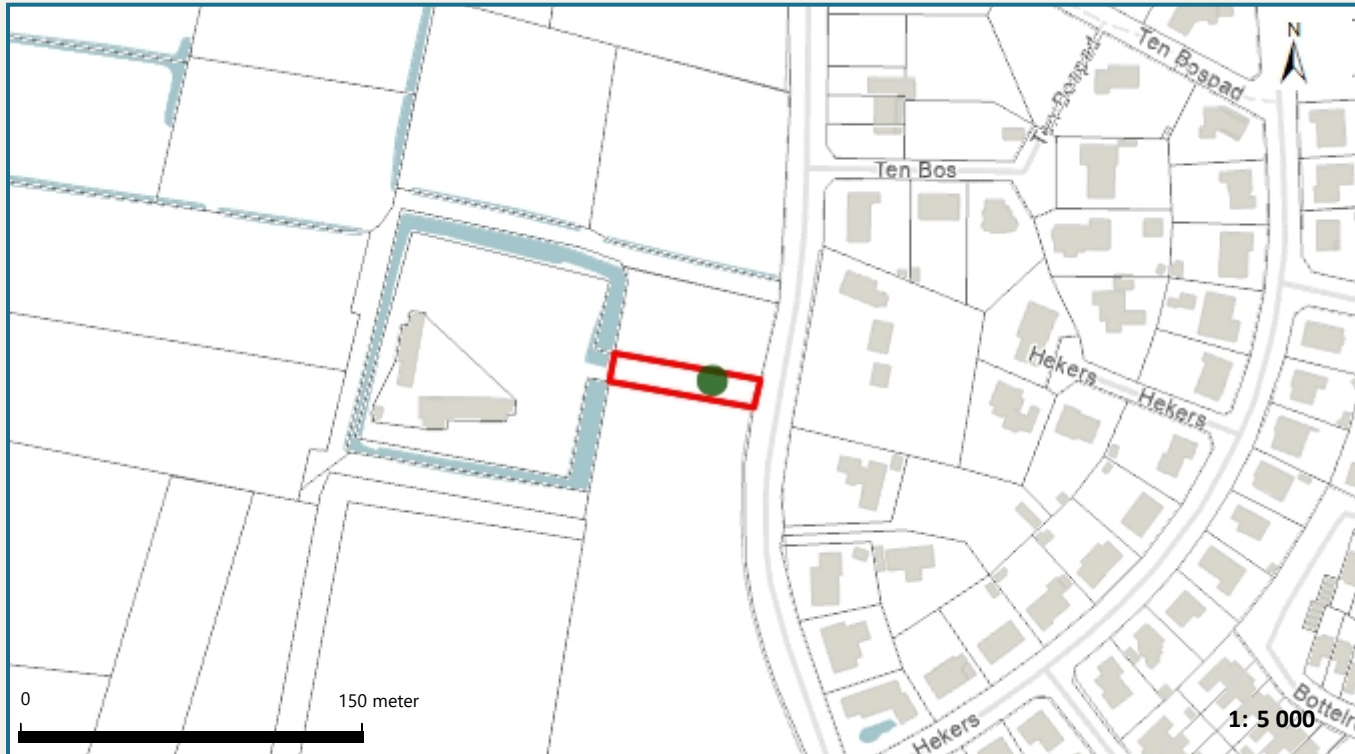 N
Ten Bospad
Ten Bospad
Ten Bos
Hekers
Hekers
0
150 meter
Hekers
1: 5 000